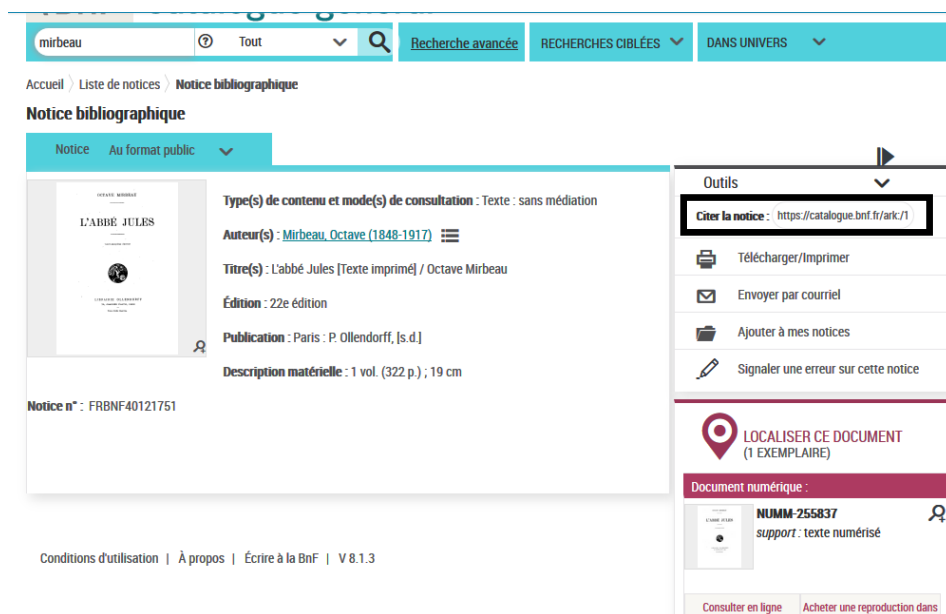 mirbeau
Tout
Recherche avancée
RECHERCHES CIBLÉES
DANS UNIVERS
Accueil 〉 Liste de notices 〉 Notice bibliographique
Notice bibliographique
Notice Au format public
OCTAVE MIRBEAU
L'ABBÉ JULES
Type(s) de contenu et mode(s) de consultation : Texte : sans médiation
Auteur(s) : Mirbeau, Octave (1848-1917)
Titre(s) : L'abbé Jules [Texte imprimé] / Octave Mirbeau
Édition : 22e édition
Publication : Paris : P. Ollendorff, [s.d.]
Description matérielle : 1 vol. (322 p.) ; 19 cm
Notice n° : FRBNF40121751
Outils
Citer la notice : https://catalogue.bnf.fr/ark:/1
Télécharger/Imprimer
Envoyer par courriel
Ajouter à mes notices
Signaler une erreur sur cette notice
LOCALISER CE DOCUMENT
(1 EXEMPLAIRE)
Document numérique :
NUMM-255837
support : texte numérisé
Consulter en ligne
Acheter une reproduction dans
Conditions d'utilisation | À propos | Écrire à la BnF | V 8.1.3